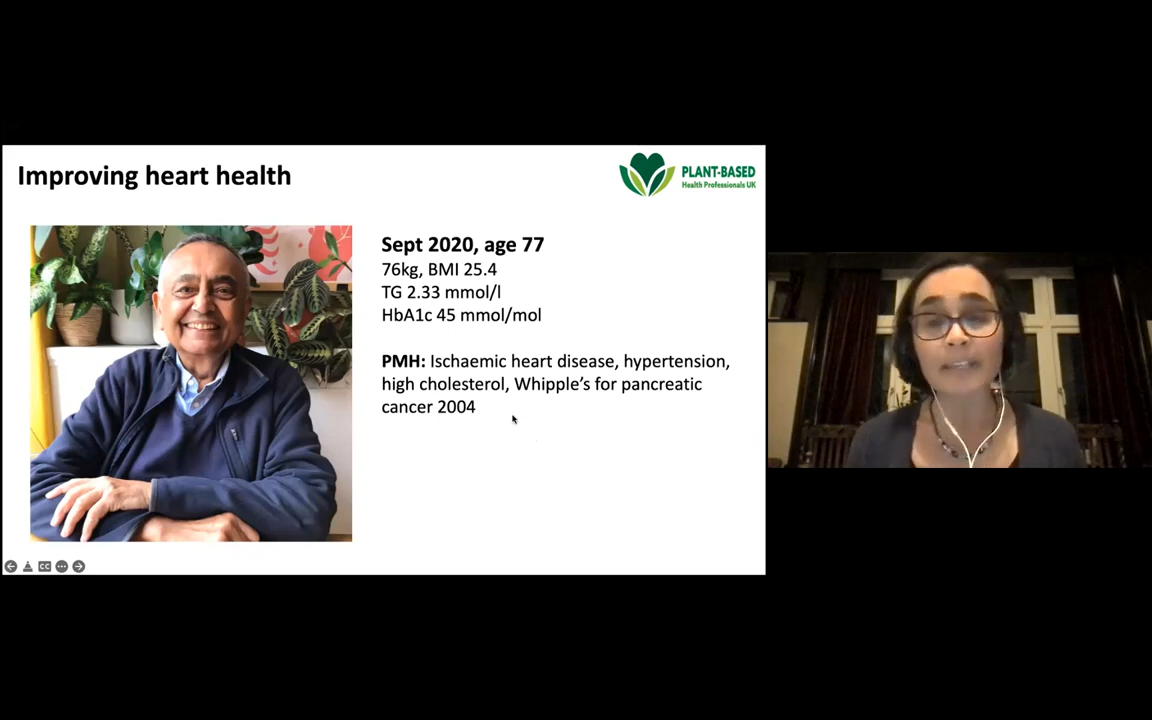 Improving heart health
PLANT-BASED
Health Professionals UK
Sept 2020, age 77
76kg, BMI 25.4
TG 2.33 mmol/l
HbA1c 45 mmol/mol
PMH: Ischaemic heart disease, hypertension,
high cholesterol, Whipple’s for pancreatic
cancer 2004
CC